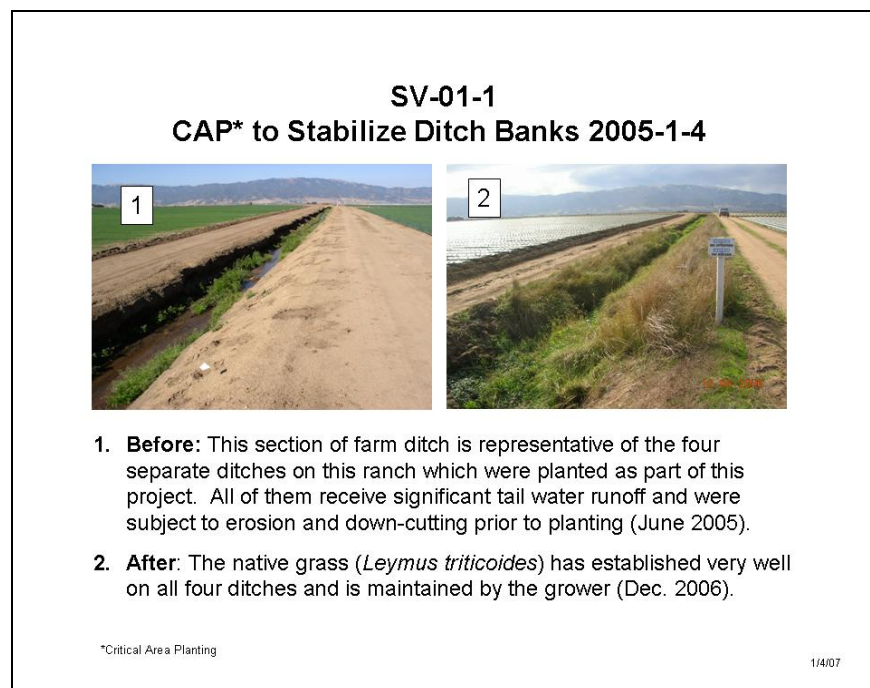 SV-01-1
CAP* to Stabilize Ditch Banks 2005-1-4
1
2
1. Before: This section of farm ditch is representative of the four
separate ditches on this ranch which were planted as part of this
project. All of them receive significant tail water runoff and were
subject to erosion and down-cutting prior to planting (June 2005).
2. After: The native grass (Leymus triticoides) has established very well
on all four ditches and is maintained by the grower (Dec. 2006).
*Critical Area Planting
1/4/07